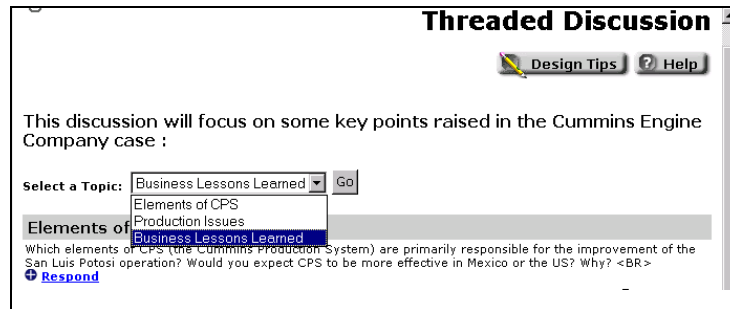 Threaded Discussion
Design Tips Help
This discussion will focus on some key points raised in the Cummins Engine
Company case :
Select a Topic: Business Lessons Learned Go
Elements of CPS
Production Issues
Business Lessons Learned
Elements of
Which elements of CPS (the Cummins Production System) are primarily responsible for the improvement of the
San Luis Potosi operation? Would you expect CPS to be more effective in Mexico or the US? Why? <BR>
Respond